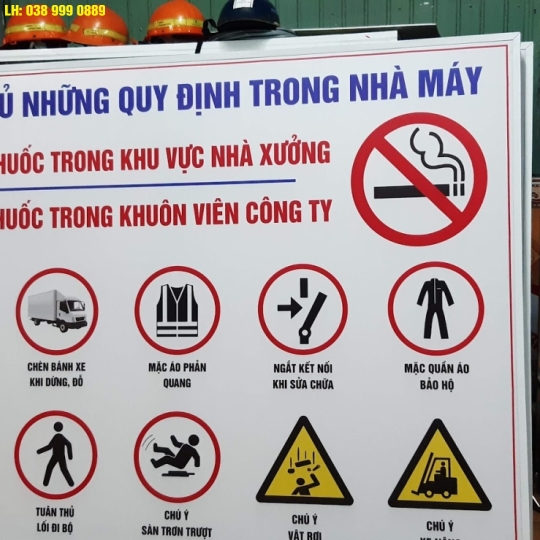 LH: 038 999 0889
NHỮNG QUY ĐỊNH TRONG NHÀ MÁY
TRONG KHU VỰC NHÀ XƯỞNG
TRONG KHUÔN VIÊN CÔNG TY
CHÈN BÁNH XE
KHI DỪNG, ĐỖ
MẶC ÁO PHẢN
QUANG
NGẮT KẾT NỐI
KHI SỬA CHỮA
MẶC QUẦN ÁO
BẢO HỘ
TUÂN THỦ
LỐI ĐI BỘ
CHÚ Ý
SÀN TRƠN TRƯỢT
CHÚ Ý
VẬT RƠI
CHÚ Ý